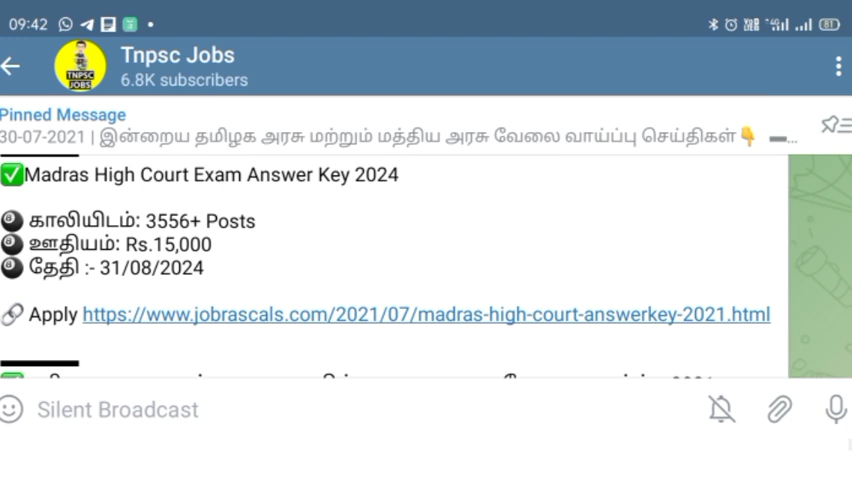 09:42
Tnpsc Jobs
6.8K subscribers
TNPSC
JOBS
Pinned Message
30-07-2021 | இன்றைய தமிழக அரசு மற்றும் மத்திய அரசு வேலை வாய்ப்பு செய்திகள்👇 ▬...
✅Madras High Court Exam Answer Key 2024
🎱 காலியிடம்: 3556+ Posts
🎱 ஊதியம்: Rs.15,000
🎱 தேதி :- 31/08/2024
🔗 Apply https://www.jobrascals.com/2021/07/madras-high-court-answerkey-2021.html
Silent Broadcast